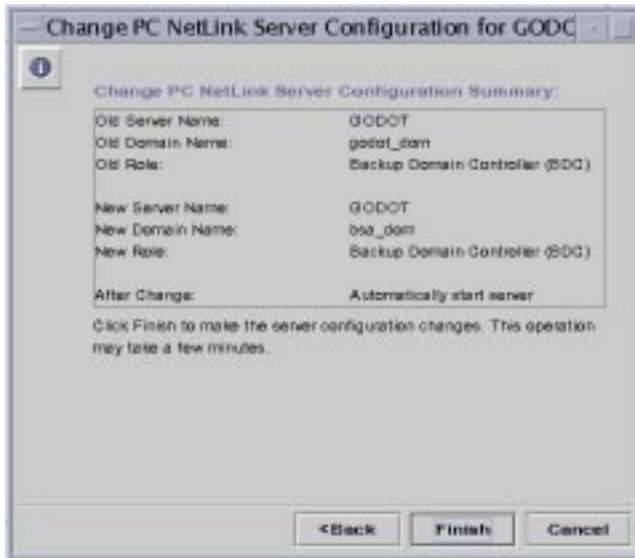 Change PC NetLink Server Configuration for GODC
Change PC NetLink Server Configuration Summary:
Old Server Name: GODOT
Old Domain Name: godot_dom
Old Role: Backup Domain Controller (BDC)
New Server Name: GODOT
New Domain Name: bsa_dom
New Role: Backup Domain Controller (BDC)
After Change: Automatically start server
Click Finish to make the server configuration changes. This operation
may take a few minutes.
<Back Finish Cancel